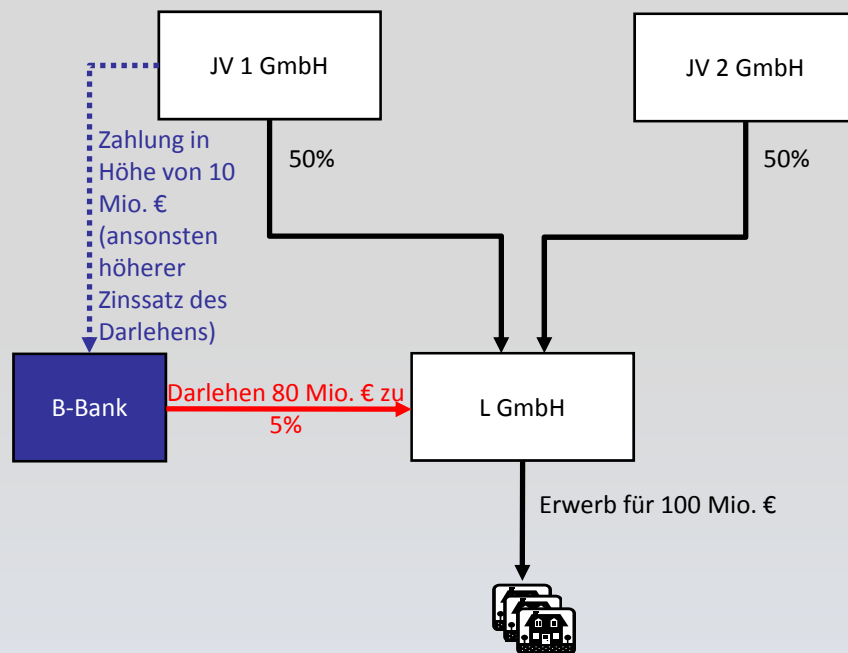 JV 1 GmbH
JV 2 GmbH
Zahlung in
Höhe von 10
Mio. €
(ansonsten
höherer
Zinssatz des
Darlehens)
50%
50%
B-Bank
Darlehen 80 Mio. € zu
5%
L GmbH
Erwerb für 100 Mio. €